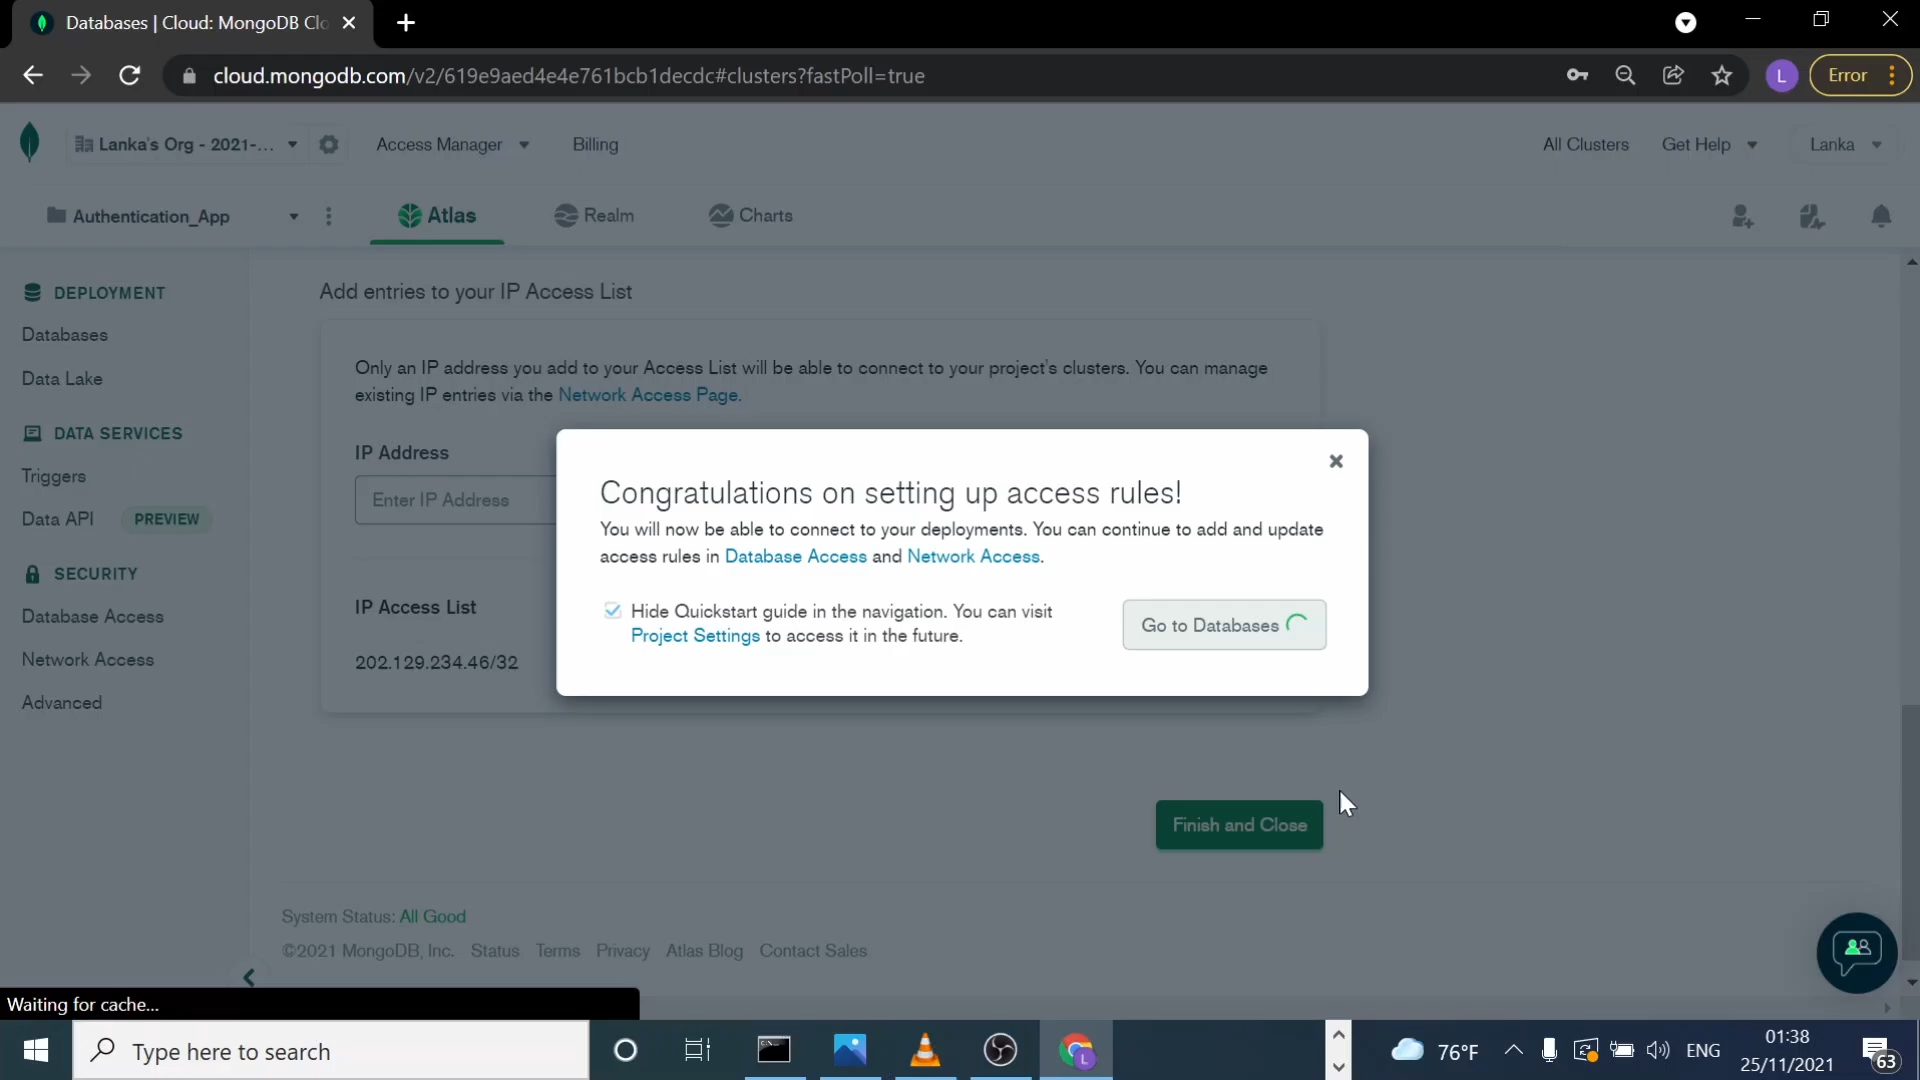 Databases | Cloud: MongoDB Clo
cloud.mongodb.com/v2/619e9aed4e4e761bcb1decdc#clusters?fastPoll=true
L
Error
Lanka's Org - 2021-...
Access Manager
Billing
All Clusters
Get Help
Lanka
Authentication_App
Atlas
Realm
Charts
DEPLOYMENT
Databases
Data Lake
DATA SERVICES
Triggers
Data API PREVIEW
SECURITY
Database Access
Network Access
Advanced
Add entries to your IP Access List
Only an IP address you add to your Access List will be able to connect to your project's clusters. You can manage
existing IP entries via the Network Access Page.
IP Address
Enter IP Address
IP Access List
202.129.234.46/32
Congratulations on setting up access rules!
You will now be able to connect to your deployments. You can continue to add and update
access rules in Database Access and Network Access.
Hide Quickstart guide in the navigation. You can visit
Project Settings to access it in the future.
Go to Databases
Finish and Close
System Status: All Good
©2021 MongoDB, Inc. Status Terms Privacy Atlas Blog Contact Sales
Waiting for cache...
Type here to search
L
76°F
ENG
01:38
25/11/2021
63